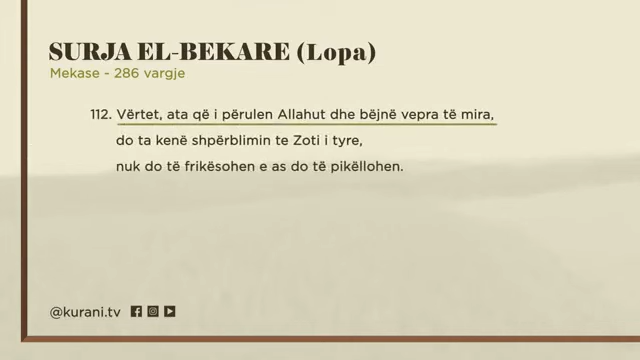 SURJA EL-BEKARE (Lopa)
Mekase - 286 vargje
112. Vërtet, ata që i përulen Allahut dhe bëjnë vepra të mira,
do ta kenë shpërblimin te Zoti i tyre,
nuk do të frikësohen e as do të pikëllohen.
@kurani.tv